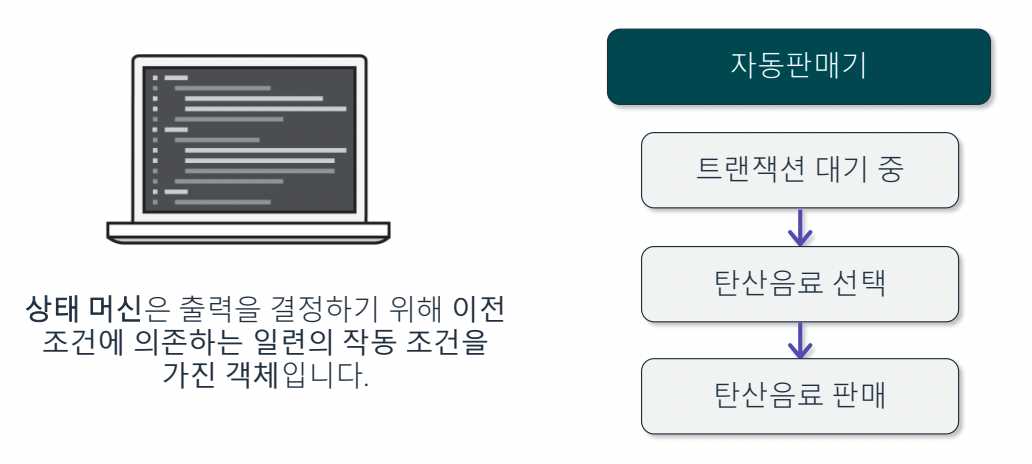 상태 머신은 출력을 결정하기 위해 이전
조건에 의존하는 일련의 작동 조건을
가진 객체입니다.
자동판매기
트랜잭션 대기 중
탄산음료 선택
탄산음료 판매